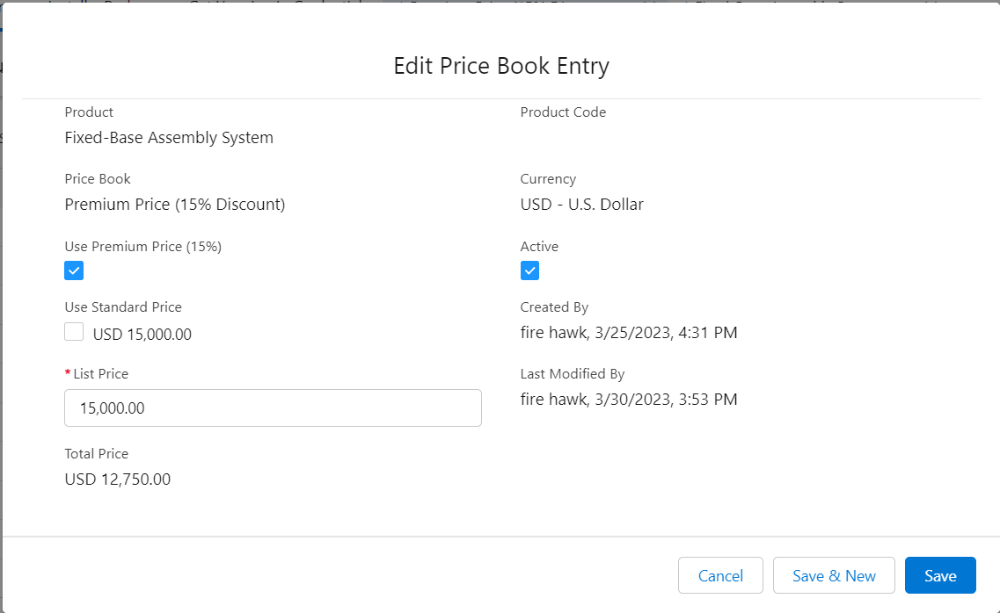 Edit Price Book Entry
Product
Product Code
Fixed-Base Assembly System
Price Book
Currency
Premium Price (15% Discount)
USD - U.S. Dollar
Use Premium Price (15%)
Active
Use Standard Price
Created By
USD 15,000.00
fire hawk, 3/25/2023, 4:31 PM
*List Price
Last Modified By
15,000.00
fire hawk, 3/30/2023, 3:53 PM
Total Price
USD 12,750.00
Cancel
Save & New
Save